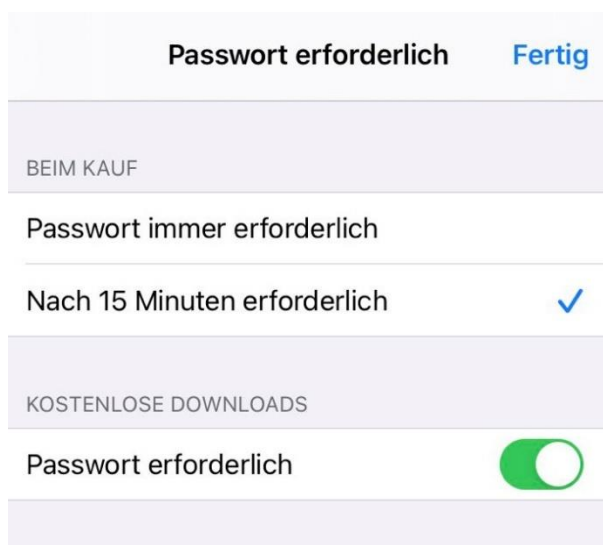 Passwort erforderlich Fertig
BEIM KAUF
Passwort immer erforderlich
Nach 15 Minuten erforderlich
KOSTENLOSE DOWNLOADS
Passwort erforderlich